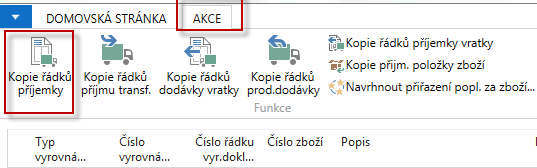 DOMOVSKÁ STRÁNKA AKCE
Kopie řádků příjemky
Kopie řádků příjmu transf.
Kopie řádků dodávky vratky
Kopie řádků prod.dodávky
Kopie řádků příjemky vratky
Kopie přijm. položky zboží
Navrhnout přiřazení popl. za zboží...
Funkce
Typ vyrovná...
Číslo vyrovná...
Číslo řádku vyr.dokl...
Číslo zboží
Popis